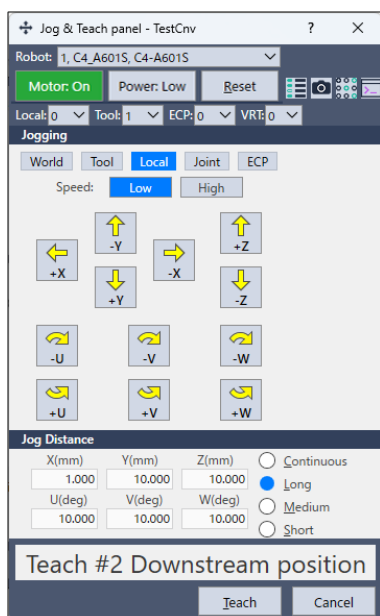 Jog & Teach panel - TestCnv ? ×
Robot: 1, C4_A601S, C4-A601S
Motor: On Power: Low Reset
Local: 0 Tool: 1 ECP: 0 VRT: 0
Jogging
World Tool Local Joint ECP
Speed: Low High
-Y +Z
+X -X
+Y -Z
-U -V -W
+U +V +W
Jog Distance
X(mm) Y(mm) Z(mm) Continuous
1.000 10.000 10.000 Long
U(deg) V(deg) W(deg) Medium
10.000 10.000 10.000 Short
Teach #2 Downstream position
Teach Cancel